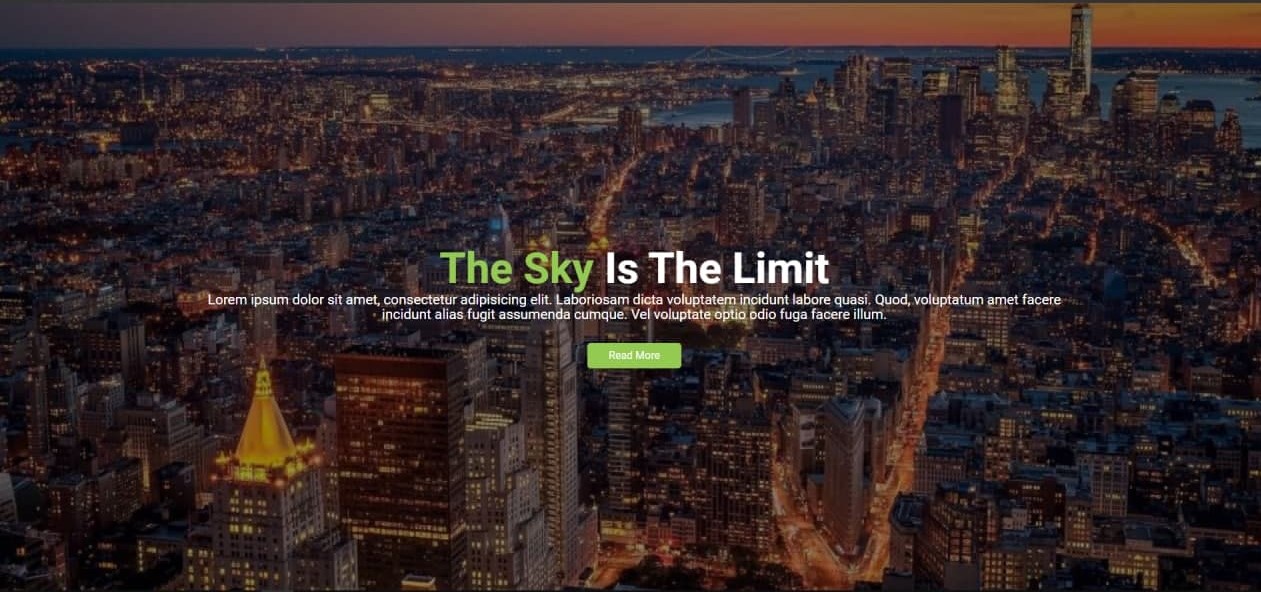 The Sky Is The Limit
Lorem ipsum dolor sit amet, consectetur adipisicing elit. Laboriosam dicta voluptatem incidunt labore quasi. Quod, voluptatum amet facere
incidunt alias fugit assumenda cumque. Vel voluptate optio odio fuga facere illum.
Read More